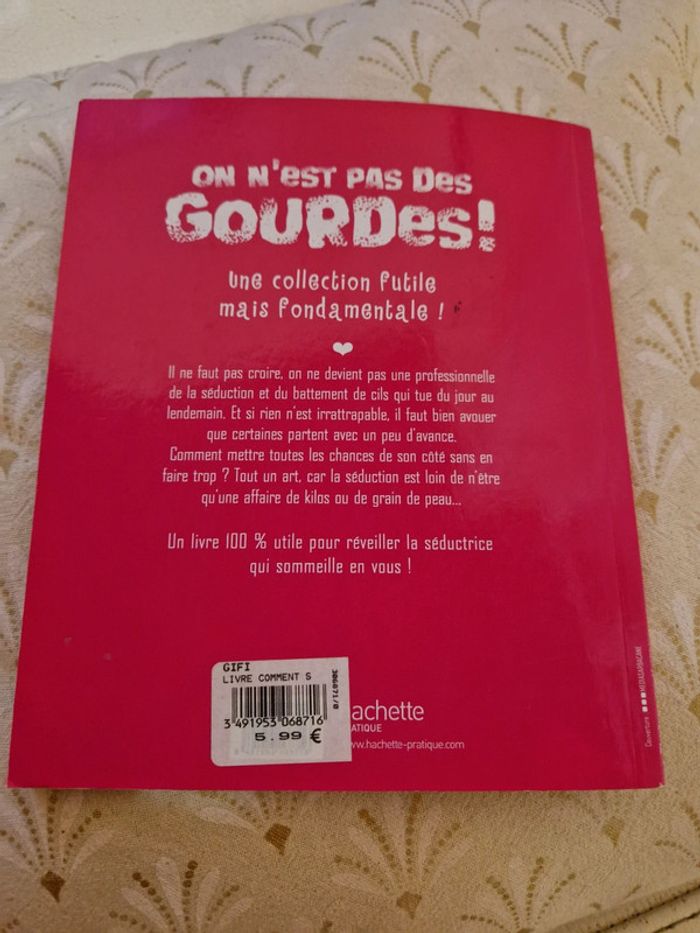 ON N'EST PAS DES
GOURDES!
Une collection futile
mais fondamentale !
Il ne faut pas croire, on ne devient pas une professionnelle
de la séduction et du battement de cils qui tue du jour au
lendemain. Et si rien n'est irrattrapable, il faut bien avouer
que certaines partent avec un peu d'avance.
Comment mettre toutes les chances de son côté sans en
faire trop ? Tout un art, car la séduction est loin de n'être
qu'une affaire de kilos ou de grain de peau...
Un livre 100 % utile pour réveiller la séductrice
qui sommeille en vous !
GIFI
LIVRE COMMENT S
306871/0
3 491953 068716
5.99 €
achette
RATIQUE
www.hachette-pratique.com
Couverture : MEDIASARBACANE